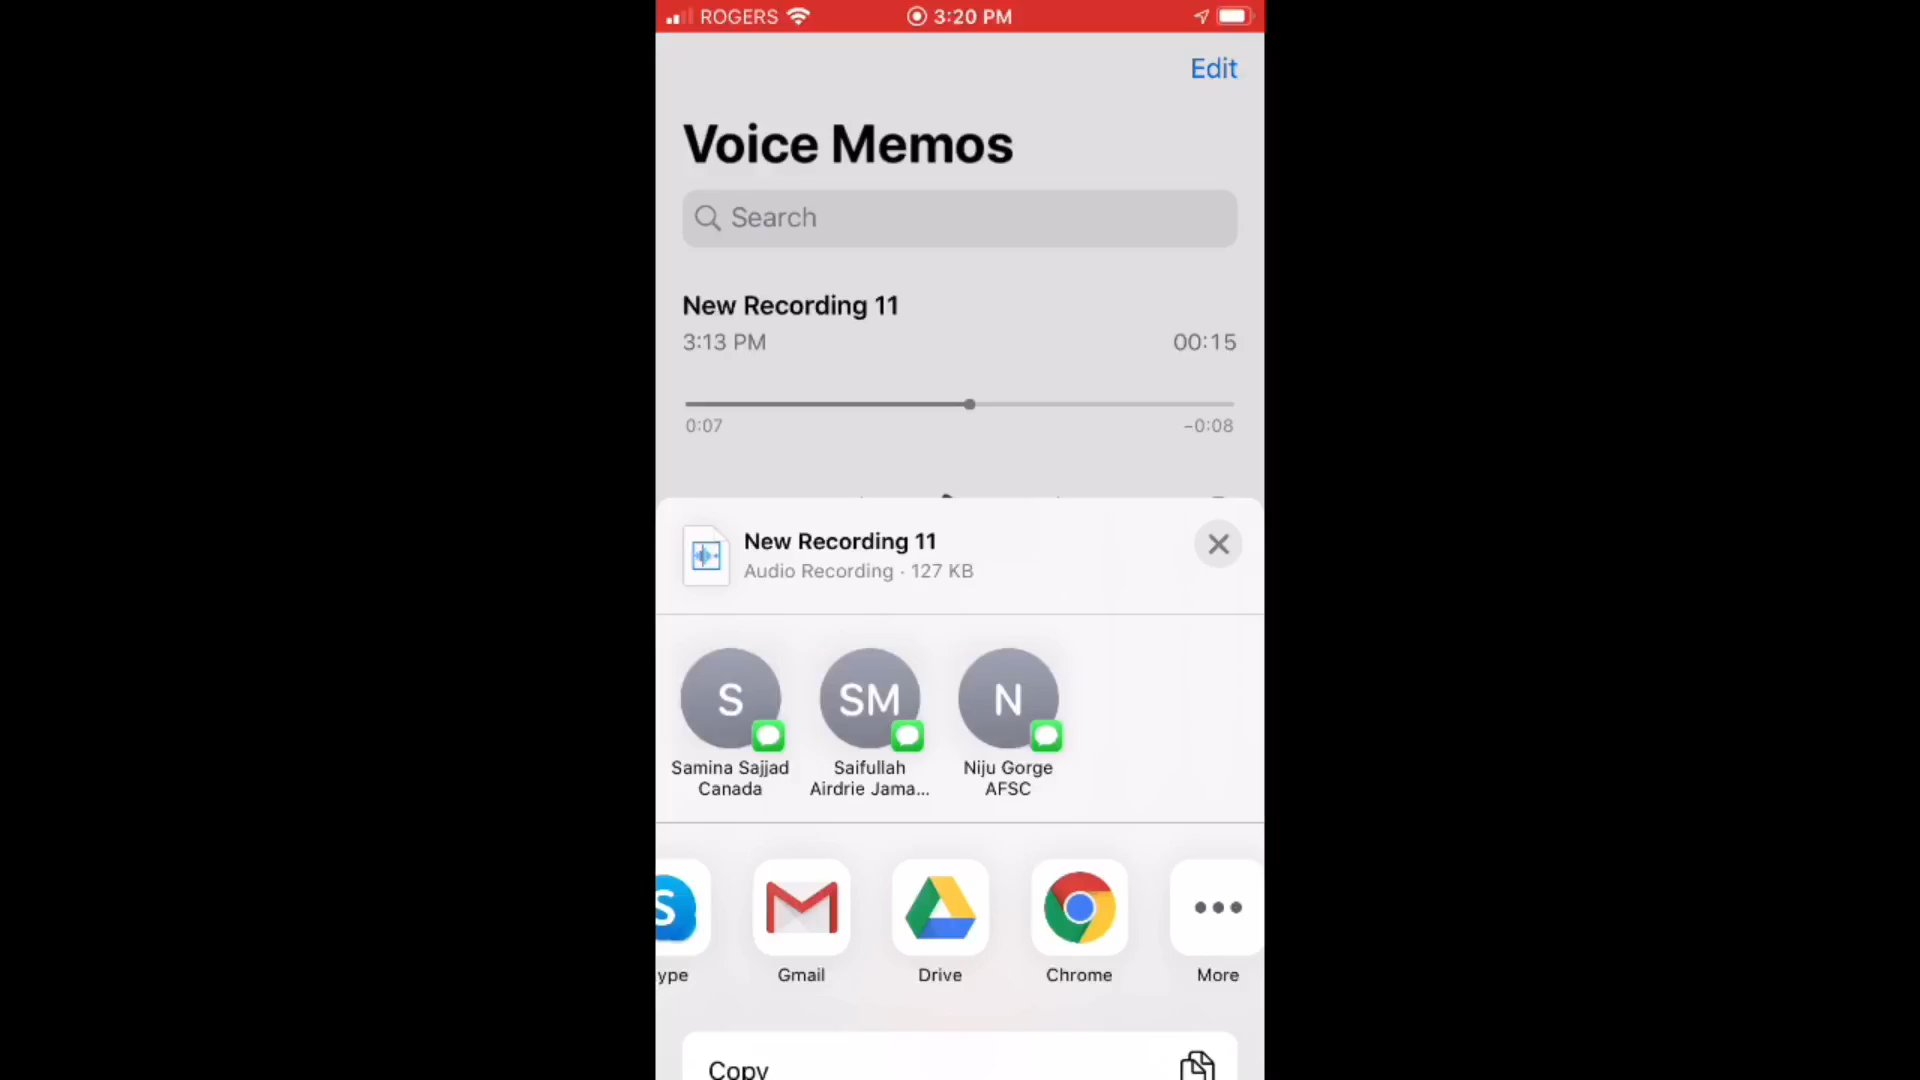 ROGERS 3:20 PM
Edit
Voice Memos
Search
New Recording 11
3:13 PM 00:15
0:07 -0:08
New Recording 11
Audio Recording · 127 KB
S SM N
Samina Sajjad Saifullah Niju Gorge
Canada Airdrie Jama... AFSC
S
ype Gmail Drive Chrome More
Copy